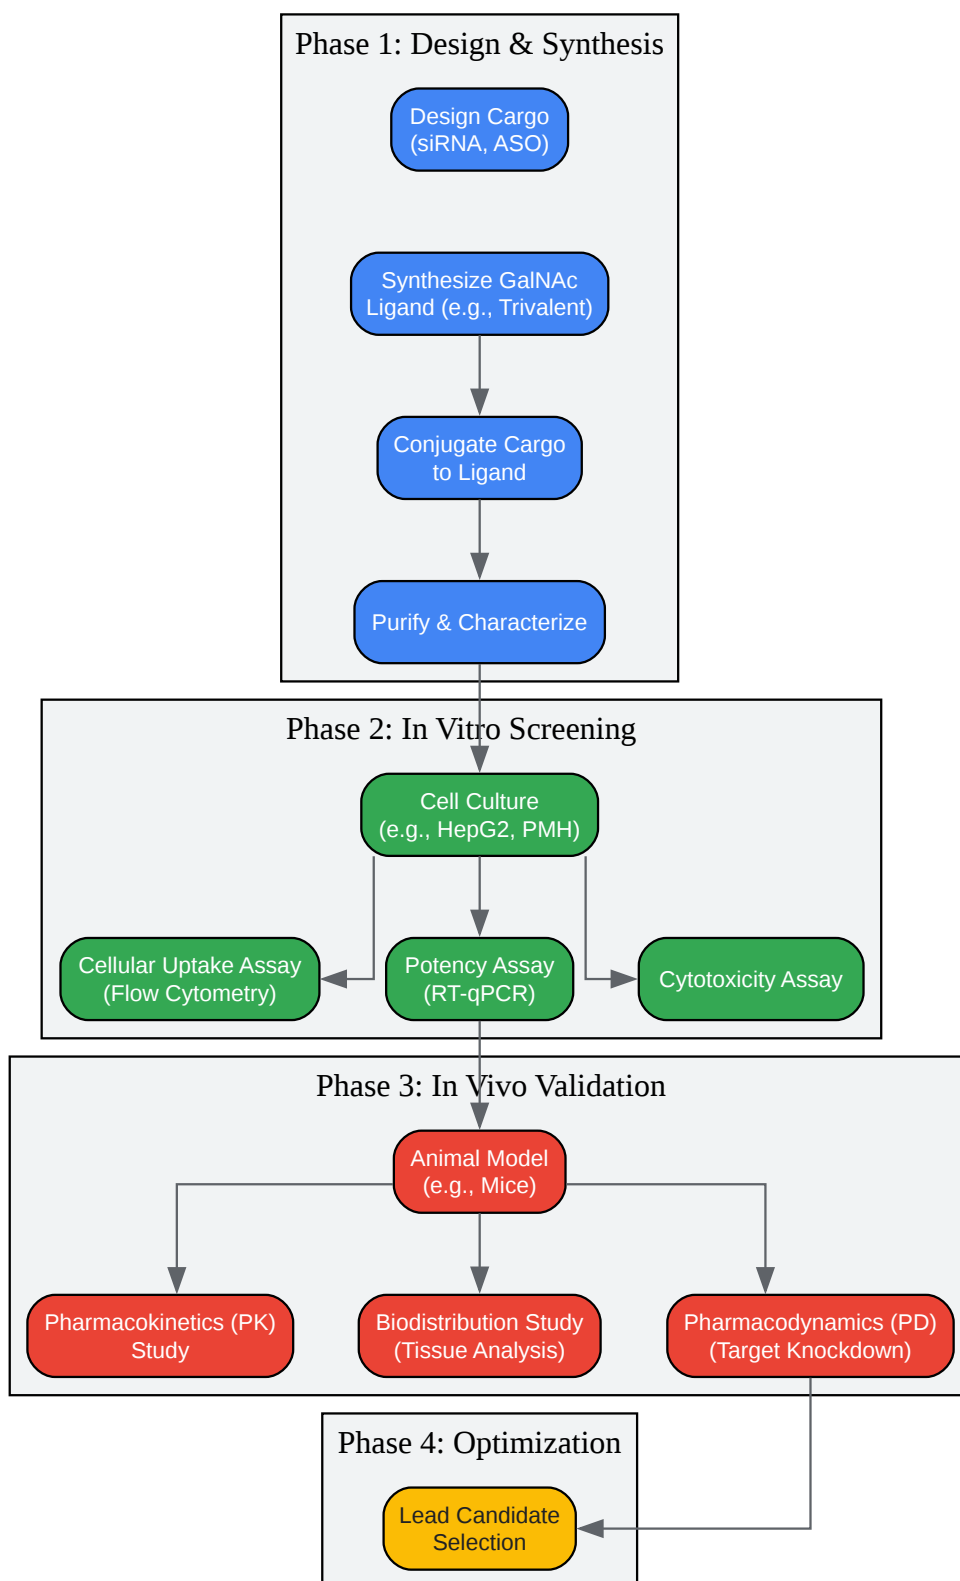 Phase 1: Design & Synthesis
Design Cargo
(siRNA, ASO)
Synthesize GalNAc
Ligand (e.g., Trivalent)
Conjugate Cargo
to Ligand
Purify & Characterize
Phase 2: In Vitro Screening
Cell Culture
(e.g., HepG2, PMH)
Cellular Uptake Assay
(Flow Cytometry)
Potency Assay
(RT-qPCR)
Cytotoxicity Assay
Phase 3: In Vivo Validation
Animal Model
(e.g., Mice)
Pharmacokinetics (PK)
Study
Biodistribution Study
(Tissue Analysis)
Pharmacodynamics (PD)
(Target Knockdown)
Phase 4: Optimization
Lead Candidate
Selection